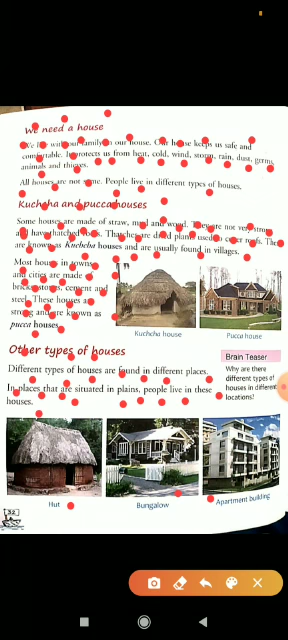 We need a house
We live with our family in our house. Our house keeps us safe and
comfortable. It protects us from heat, cold, wind, storm, rain, dust, germs,
animals and thieves.
All houses are not same. People live in different types of houses.
Kuchcha and pucca houses
Some houses are made of straw, mud and wood. They are not very strong
and have thatched roofs. Thatches are dried plants used to cover roofs. These
are known as Kuchcha houses and are usually found in villages.
Most houses in towns
and cities are made of
bricks, stones, cement and
steel. These houses are
strong and are known as
pucca houses.
Kuchcha house
Pucca house
Other types of houses
Different types of houses are found in different places.
In places that are situated in plains, people live in these
houses.
Brain Teaser
Why are there
different types of
houses in different
locations?
Hut
Bungalow
Apartment building
32